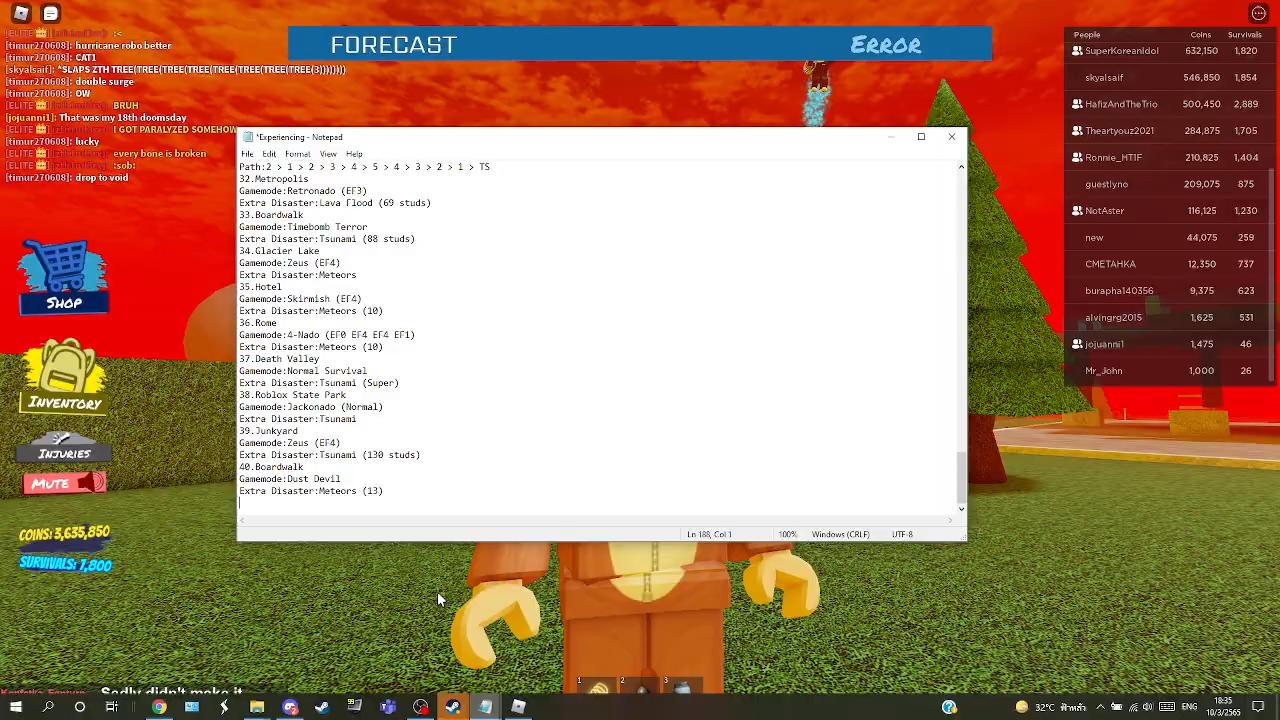 :<
[timur270608]: hurricane robo better
[timur270608]: CAT1
[skyalsaif]: *SLAPS ZTH TREE(TREE(TREE(TREE(TREE(TREE(TREE(3)))))))
[timur270608]: double surge
[timur270608]: OW
BRUH
[jojuanni1]: That was my 18th doomsday
I GOT PARALYZED SOMEHOW
[timur270608]: lucky
every bone is broken
:sob:
[timur270608]: drop to void
FORECAST
Error
People Coins Survivals
SuperKoreanIdol 632,150 1,820
skyalsaif 546,850 1,854
HafizAndTheTrio 500,450 2,889
Theartyouz2021 284,875 1,705
Ronnie_HTIF 210,825 1,404
guestlyno 209,075 875
NotAster 116,125 1,230
new 44,075 259
CMETAHKA 12,350 737
burapha140356 9,375 623
alvingrg2015 1,625 531
jojuanni1 1,475 46
Mr_John 1,000 26
SHOP
INVENTORY
INJURIES
MUTE
COINS: 3,635,850
SURVIVALS: 7,800
*Experiencing - Notepad
File Edit Format View Help
Path:2 > 1 > 2 > 3 > 4 > 5 > 4 > 3 > 2 > 1 > TS
32.Metropolis
Gamemode:Retronado (EF3)
Extra Disaster:Lava Flood (69 studs)
33.Boardwalk
Gamemode:Timebomb Terror
Extra Disaster:Tsunami (88 studs)
34.Glacier Lake
Gamemode:Zeus (EF4)
Extra Disaster:Meteors
35.Hotel
Gamemode:Skirmish (EF4)
Extra Disaster:Meteors (10)
36.Rome
Gamemode:4-Nado (EF0 EF4 EF4 EF1)
Extra Disaster:Meteors (10)
37.Death Valley
Gamemode:Normal Survival
Extra Disaster:Tsunami (Super)
38.Roblox State Park
Gamemode:Jackonado (Normal)
Extra Disaster:Tsunami
39.Junkyard
Gamemode:Zeus (EF4)
Extra Disaster:Tsunami (130 studs)
40.Boardwalk
Gamemode:Dust Devil
Extra Disaster:Meteors (13)
Ln 188, Col 1 100% Windows (CRLF) UTF-8
1 2 3
Sadly didn't make it
32°C
18:35
10/3/2565